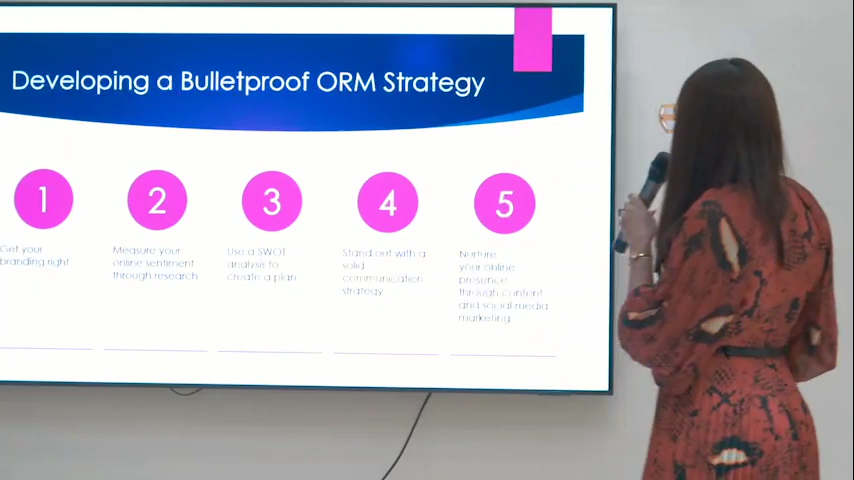 Developing a Bulletproof ORM Strategy
1
2
3
4
5
Get your
branding right
Measure your
online sentiment
through research
Use a SWOT
analysis to
create a plan
Stand out with a
solid
communication
strategy
Nurture
your online
presence
through content
and social media
marketing